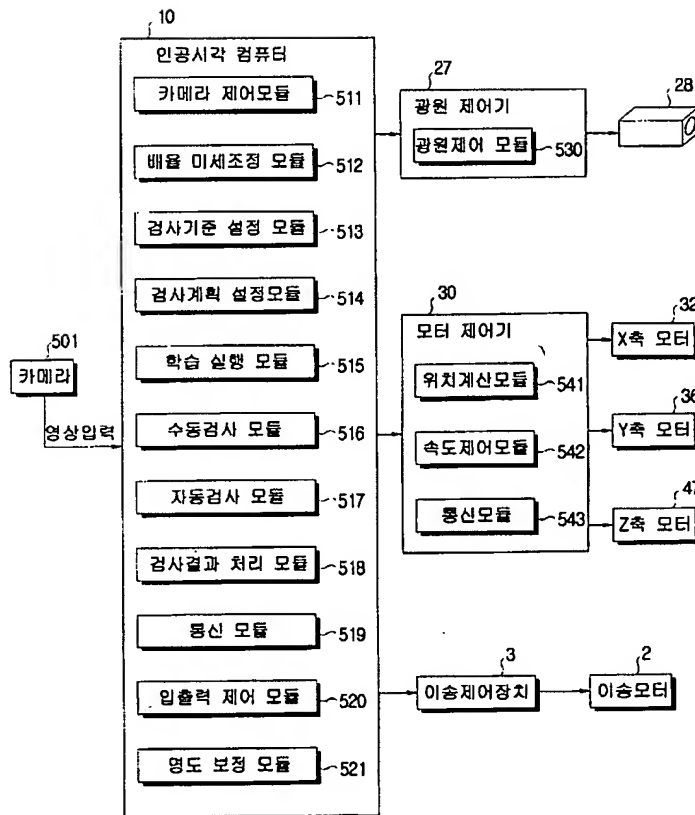 10
인공시각 컴퓨터
카메라 제어모듈
511
배율 미세조정 모듈
512
검사기준 설정 모듈
513
검사계획 설정모듈
514
학습 실행 모듈
515
수동검사 모듈
516
자동검사 모듈
517
검사결과 처리 모듈
518
통신 모듈
519
입출력 제어 모듈
520
명도 보정 모듈
521
501
카메라
영상입력
27
광원 제어기
광원제어 모듈
530
28
30
모터 제어기
위치계산모듈
541
속도제어모듈
542
통신모듈
543
32
X축 모터
36
Y축 모터
47
Z축 모터
3
이송제어장치
2
이송모터